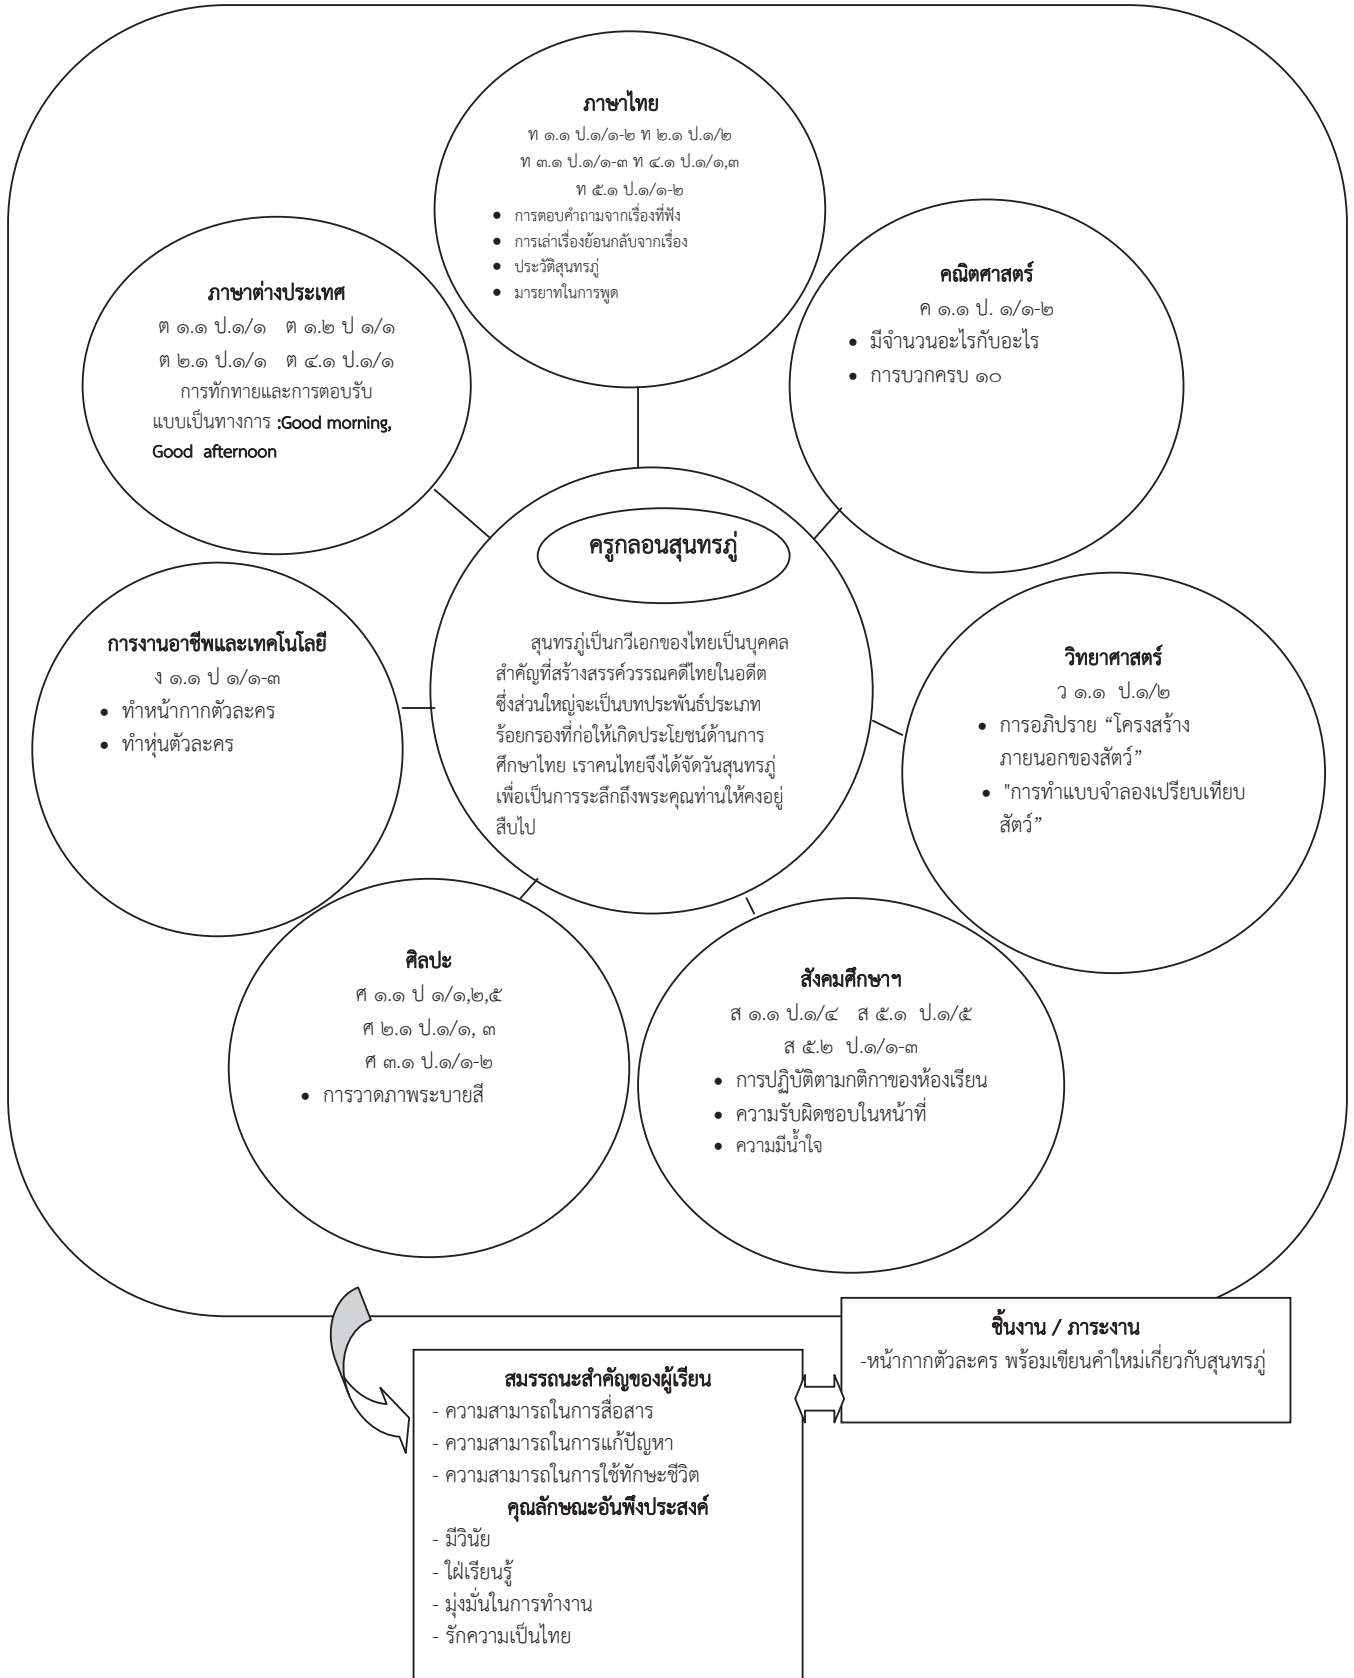 ภาษาไทย
ท ๑.๑ ป.๑/๑-๒ ท ๒.๑ ป.๑/๒
ท ๓.๑ ป.๑/๑-๓ ท ๔.๑ ป.๑/๑,๓
ท ๕.๑ ป.๑/๑-๒
• การตอบคำถามจากเรื่องที่ฟัง
• การเล่าเรื่องย้อนกลับจากเรื่อง
• ประวัติสุนทรภู่
• มารยาทในการพูด
ภาษาต่างประเทศ
ต ๑.๑ ป.๑/๑ ต ๑.๒ ป ๑/๑
ต ๒.๑ ป.๑/๑ ต ๔.๑ ป.๑/๑
การทักทายและการตอบรับ
แบบเป็นทางการ :Good morning,
Good afternoon
คณิตศาสตร์
ค ๑.๑ ป. ๑/๑-๒
• มีจำนวนอะไรกับอะไร
• การบวกครบ ๑๐
ครูกลอนสุนทรภู่
สุนทรภู่เป็นกวีเอกของไทยเป็นบุคคล
สำคัญที่สร้างสรรค์วรรณคดีไทยในอดีต
ซึ่งส่วนใหญ่จะเป็นบทประพันธ์ประเภท
ร้อยกรองที่ก่อให้เกิดประโยชน์ด้านการ
ศึกษาไทย เราคนไทยจึงได้จัดวันสุนทรภู่
เพื่อเป็นการระลึกถึงพระคุณท่านให้คงอยู่
สืบไป
การงานอาชีพและเทคโนโลยี
ง ๑.๑ ป ๑/๑-๓
• ทำหน้ากากตัวละคร
• ทำหุ่นตัวละคร
วิทยาศาสตร์
ว ๑.๑ ป.๑/๒
• การอภิปราย “โครงสร้าง
ภายนอกของสัตว์”
• "การทำแบบจำลองเปรียบเทียบ
สัตว์”
ศิลปะ
ศ ๑.๑ ป ๑/๑,๒,๕
ศ ๒.๑ ป.๑/๑, ๓
ศ ๓.๑ ป.๑/๑-๒
• การวาดภาพระบายสี
สังคมศึกษาฯ
ส ๑.๑ ป.๑/๔ ส ๕.๑ ป.๑/๕
ส ๕.๒ ป.๑/๑-๓
• การปฏิบัติตามกติกาของห้องเรียน
• ความรับผิดชอบในหน้าที่
• ความมีน้ำใจ
ชิ้นงาน / ภาระงาน
-หน้ากากตัวละคร พร้อมเขียนคำใหม่เกี่ยวกับสุนทรภู่
สมรรถนะสำคัญของผู้เรียน
- ความสามารถในการสื่อสาร
- ความสามารถในการแก้ปัญหา
- ความสามารถในการใช้ทักษะชีวิต
คุณลักษณะอันพึงประสงค์
- มีวินัย
- ใฝ่เรียนรู้
- มุ่งมั่นในการทำงาน
- รักความเป็นไทย